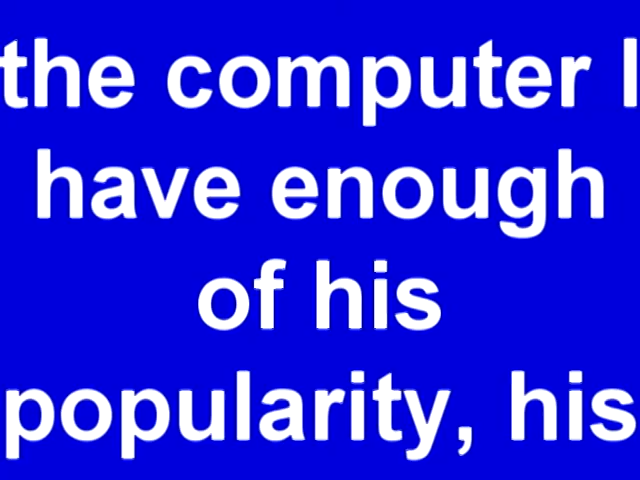 the computer I
have enough
of his
popularity, his